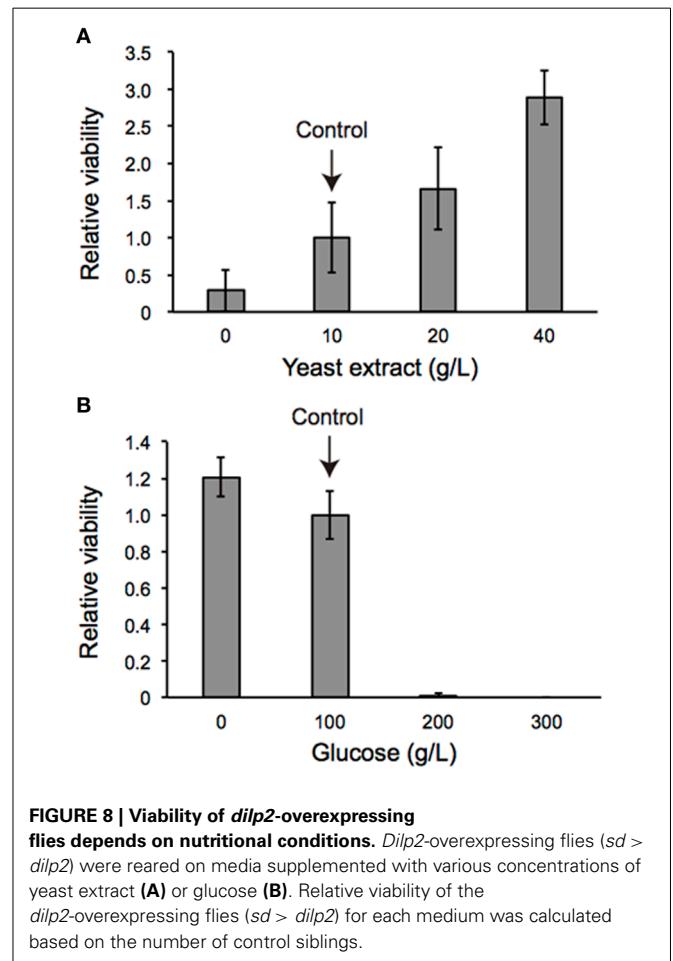 A
3.5
3.0
2.5
2.0
1.5
1.0
0.5
0
Relative viability
Control
0 10 20 40
Yeast extract (g/L)
B
1.4
1.2
1.0
0.8
0.6
0.4
0.2
0
Relative viability
Control
0 100 200 300
Glucose (g/L)
FIGURE 8 | Viability of dilp2-overexpressing
flies depends on nutritional conditions. Dilp2-overexpressing flies (sd >
dilp2) were reared on media supplemented with various concentrations of
yeast extract (A) or glucose (B). Relative viability of the
dilp2-overexpressing flies (sd > dilp2) for each medium was calculated
based on the number of control siblings.